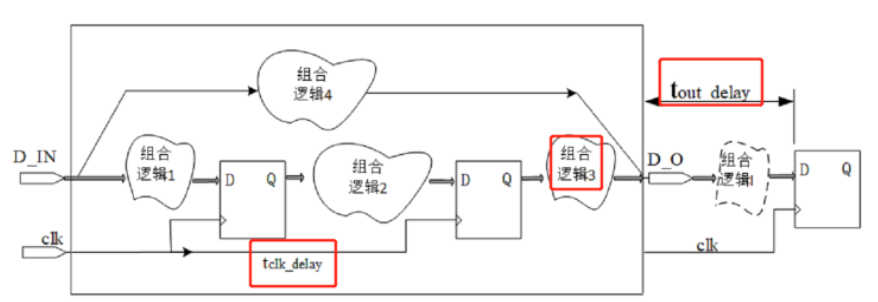 组合
逻辑4
tout_delay
D_IN
组合
逻辑1
D Q
组合
逻辑2
D Q
组合
逻辑3
D_O
组合
逻辑1
D Q
clk
tclk_delay
clk